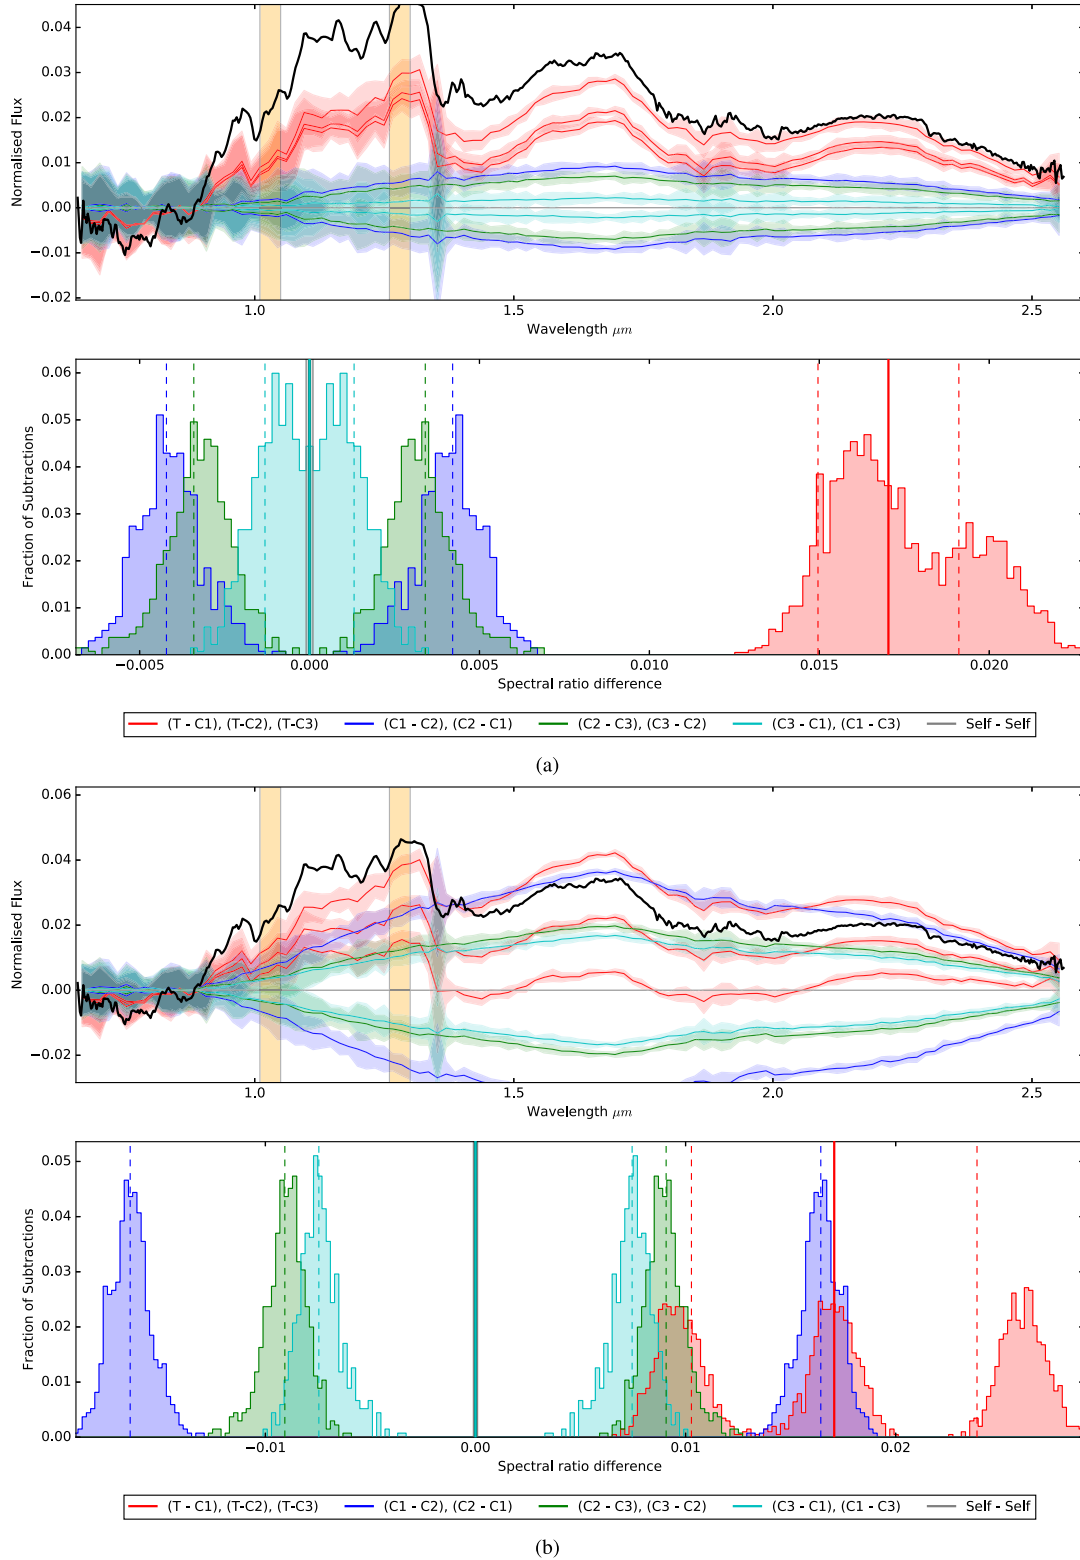 0.04
0.03
0.02
0.01
0.00
−0.01
−0.02
Normalised Flux
1.0
1.5
2.0
2.5
Wavelength μm
0.06
0.05
0.04
0.03
0.02
0.01
0.00
Fraction of Subtractions
−0.005
0.000
0.005
0.010
0.015
0.020
Spectral ratio difference
(T - C1), (T-C2), (T-C3)
(C1 - C2), (C2 - C1)
(C2 - C3), (C3 - C2)
(C3 - C1), (C1 - C3)
Self - Self
(a)
0.06
0.04
0.02
0.00
−0.02
Normalised Flux
1.0
1.5
2.0
2.5
Wavelength μm
0.05
0.04
0.03
0.02
0.01
0.00
Fraction of Subtractions
−0.01
0.00
0.01
0.02
Spectral ratio difference
(T - C1), (T-C2), (T-C3)
(C1 - C2), (C2 - C1)
(C2 - C3), (C3 - C2)
(C3 - C1), (C1 - C3)
Self - Self
(b)